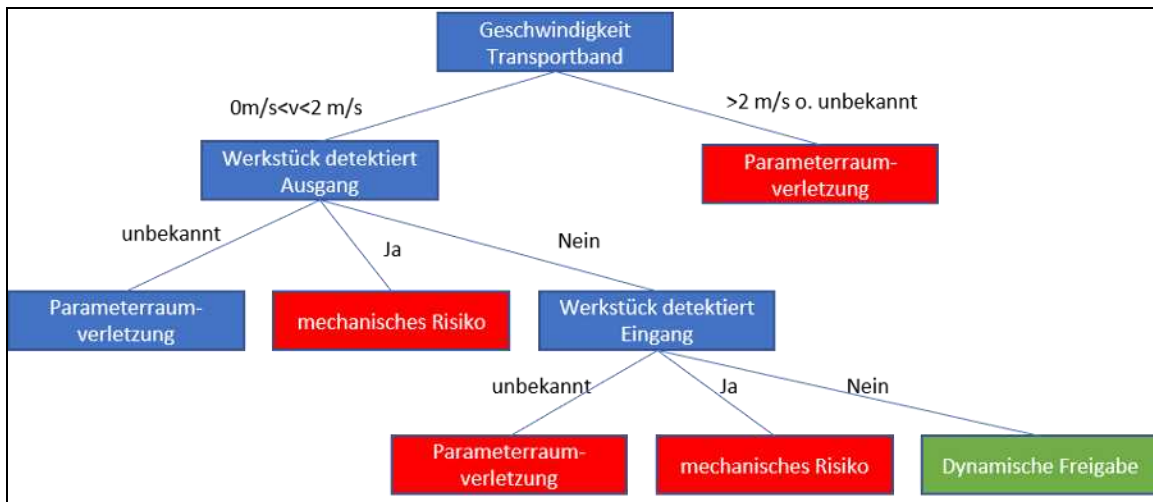 Geschwindigkeit
Transportband
0m/s<v<2 m/s
>2 m/s o. unbekannt
Werkstück detektiert
Ausgang
Parameterraum-
verletzung
unbekannt
Ja
Nein
Parameterraum-
verletzung
mechanisches Risiko
Werkstück detektiert
Eingang
unbekannt
Ja
Nein
Parameterraum-
verletzung
mechanisches Risiko
Dynamische Freigabe